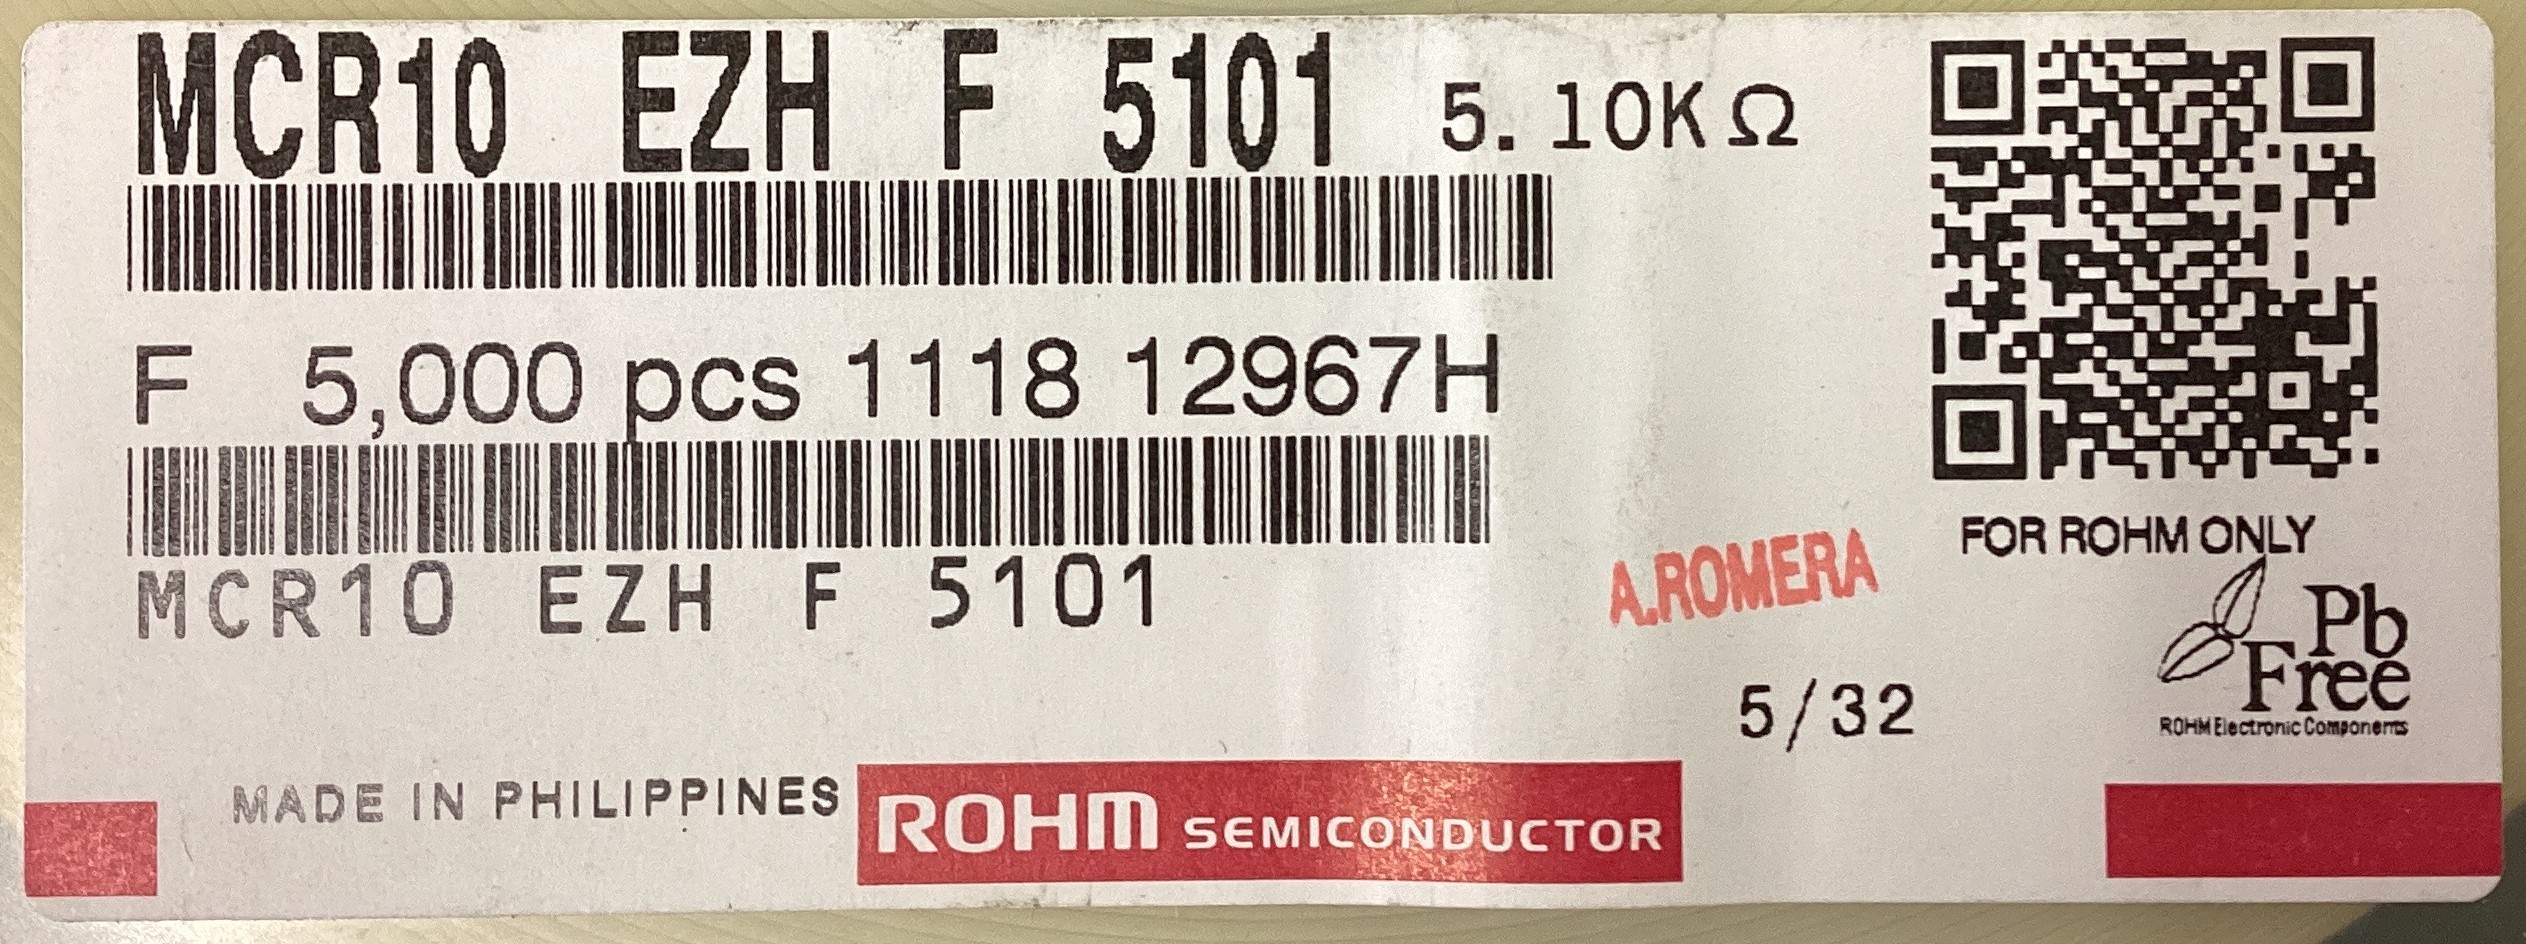 MCR10 EZH F 5101 5.10KΩ
F 5,000 pcs 1118 12967H
MCR10 EZH F 5101
FOR ROHM ONLY
A.ROMERA
Pb
Free
ROHM Electronic Components
5/32
MADE IN PHILIPPINES
ROHM SEMICONDUCTOR